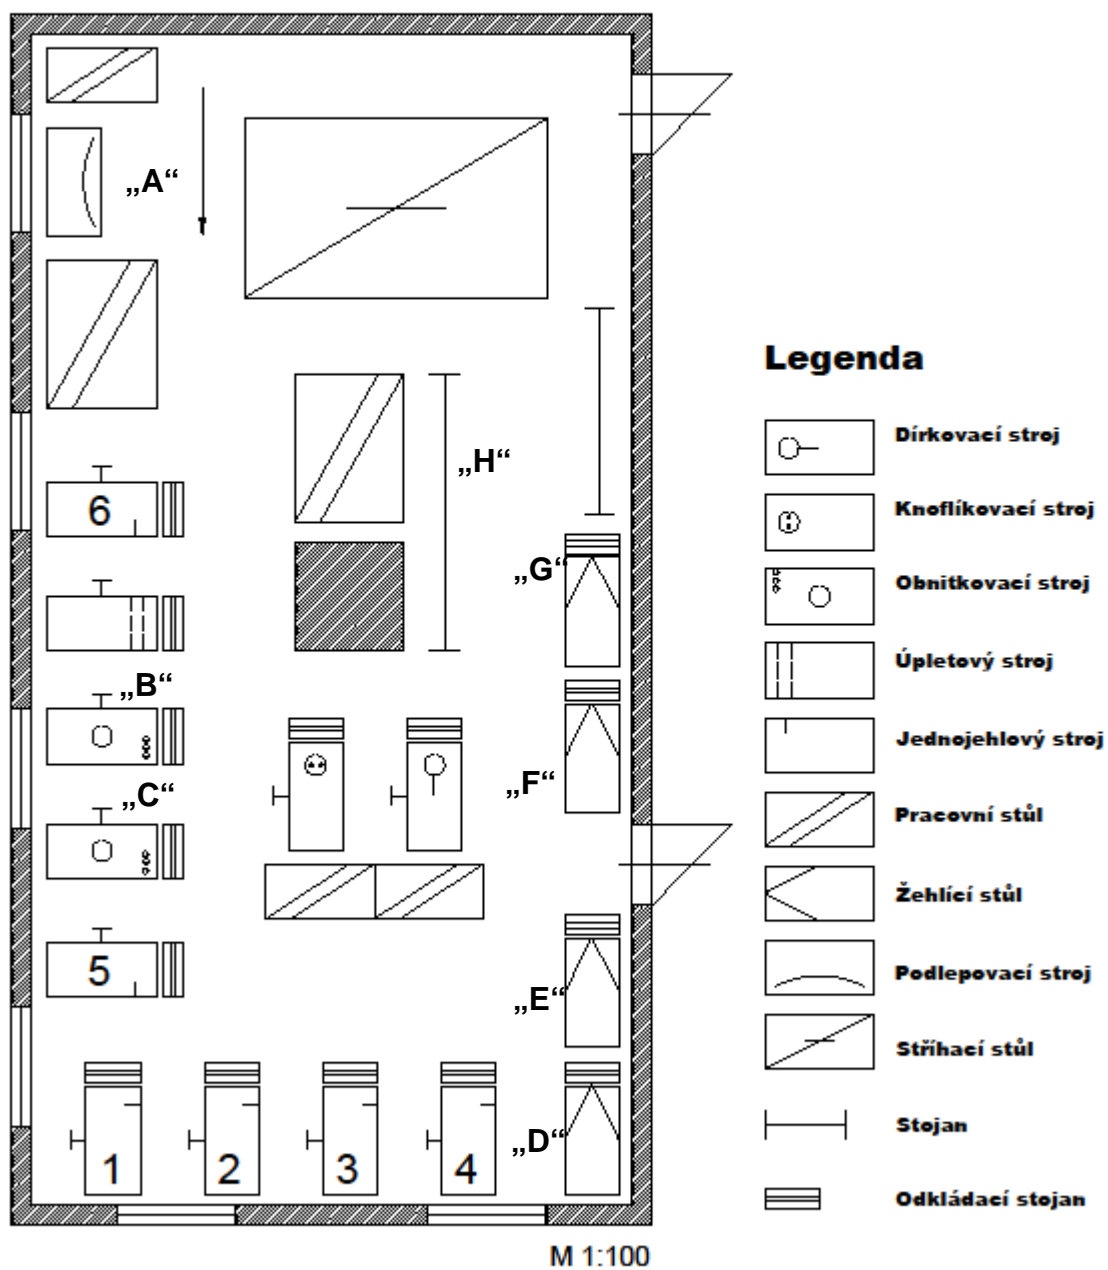 „A“
„H“
6
„G“
„B“
„F“
„C“
5
„E“
„D“
1
2
3
4
M 1:100
Legenda
Dírkovací stroj
Knoflíkovací stroj
Obnitkovací stroj
Úpletový stroj
Jednojehlový stroj
Pracovní stůl
Žehlící stůl
Podlepovací stroj
Stříhací stůl
Stojan
Odkládací stojan